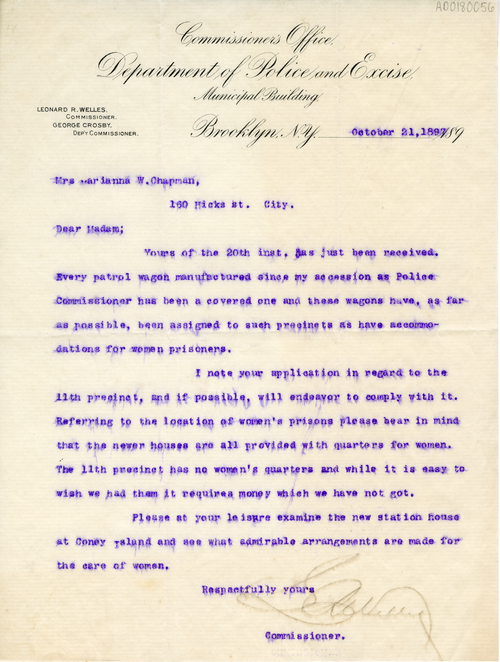 A00180056
Commissioner's Office.
Department of Police and Excise.
Municipal Building.
LEONARD R. WELLES.
COMMISSIONER.
GEORGE CROSBY.
DEP'Y COMMISSIONER.
Brooklyn, N.Y. October 21, 1897 189
Mrs Marianna W. Chapman,
160 Hicks St. City.
Dear Madam;
Yours of the 20th inst, has just been received.
Every patrol wagon manufactured since my accession as Police
Commissioner has been a covered one and these wagons have, as far
as possible, been assigned to such precincts as have accommo-
dations for women prisoners.
I note your application in regard to the
11th precinct, and if possible, will endeavor to comply with it.
Referring to the location of women's prisons please bear in mind
that the newer houses are all provided with quarters for women.
The 11th precinct has no women's quarters and while it is easy to
wish we had them it requires money which we have not got.
Please at your leisure examine the new station house
at Coney Island and see what admirable arrangements are made for
the care of women.
Respectfully yours
L R Welles
Commissioner.